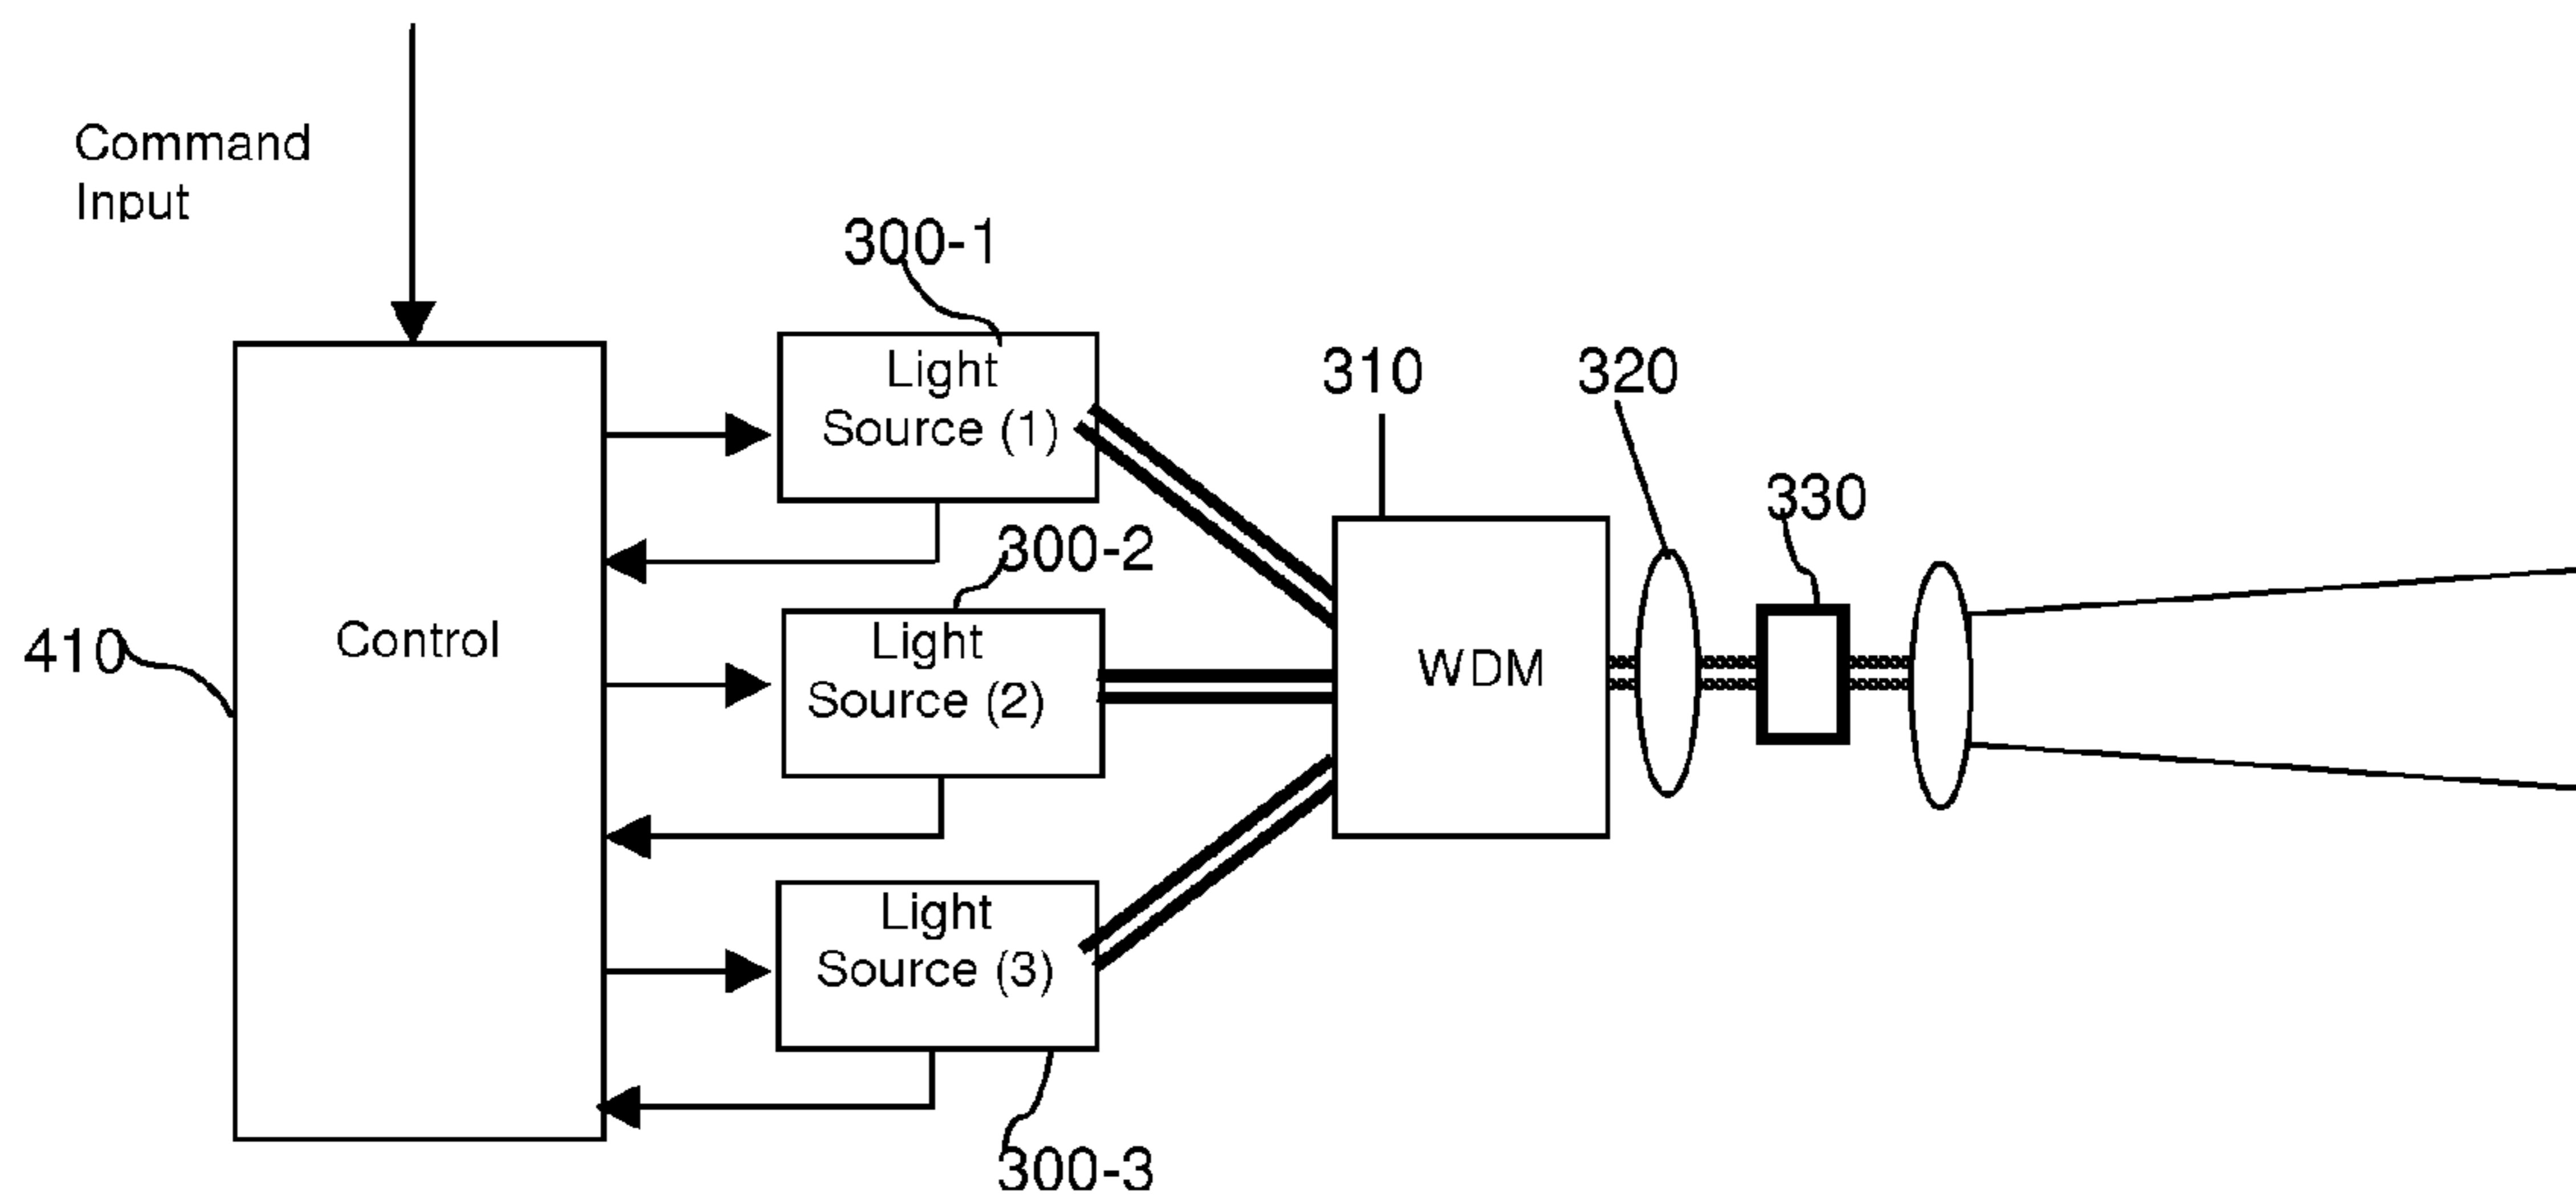 Command
Input
300-1
Light
Source (1)
310
320
330
300-2
410
Control
Light
Source (2)
WDM
Light
Source (3)
300-3